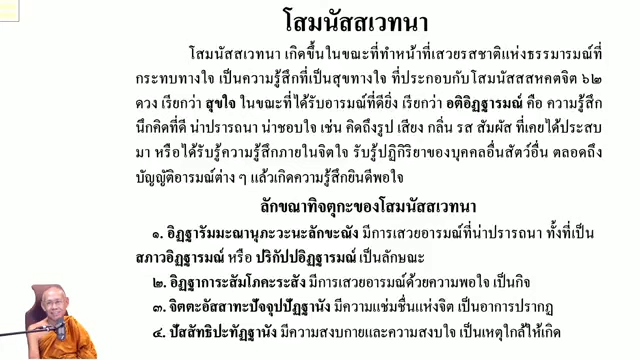 โสมนัสสเวทนา
โสมนัสสเวทนา เกิดขึ้นในขณะที่ทำหน้าที่เสวยรสชาติแห่งธรรมารมณ์ที่
กระทบทางใจ เป็นความรู้สึกที่เป็นสุขทางใจ ที่ประกอบกับโสมนัสสสหคตจิต ๖๒
ดวง เรียกว่า สุขใจ ในขณะที่ได้รับอารมณ์ที่ดียิ่ง เรียกว่า อติอิฏฐารมณ์ คือ ความรู้สึก
นึกคิดที่ดี น่าปรารถนา น่าชอบใจ เช่น คิดถึงรูป เสียง กลิ่น รส สัมผัส ที่เคยได้ประสบ
มา หรือได้รับรู้ความรู้สึกภายในจิตใจ รับรู้ปฏิกิริยาของบุคคลอื่นสัตว์อื่น ตลอดถึง
บัญญัติอารมณ์ต่าง ๆ แล้วเกิดความรู้สึกยินดีพอใจ
ลักขณาทิจตุกะของโสมนัสสเวทนา
๑. อิฏฐารัมมะณานุภะวะนะลักขะณัง มีการเสวยอารมณ์ที่น่าปรารถนา ทั้งที่เป็น
สภาวอิฏฐารมณ์ หรือ ปริกัปปอิฏฐารมณ์ เป็นลักษณะ
๒. อิฏฐาการะสัมโภคะระสัง มีการเสวยอารมณ์ด้วยความพอใจ เป็นกิจ
๓. จิตตะอัสสาทะปัจจุปปัฏฐานัง มีความแช่มชื่นแห่งจิต เป็นอาการปรากฏ
๔. ปัสสัทธิปะทัฏฐานัง มีความสงบกายและความสงบใจ เป็นเหตุใกล้ให้เกิด